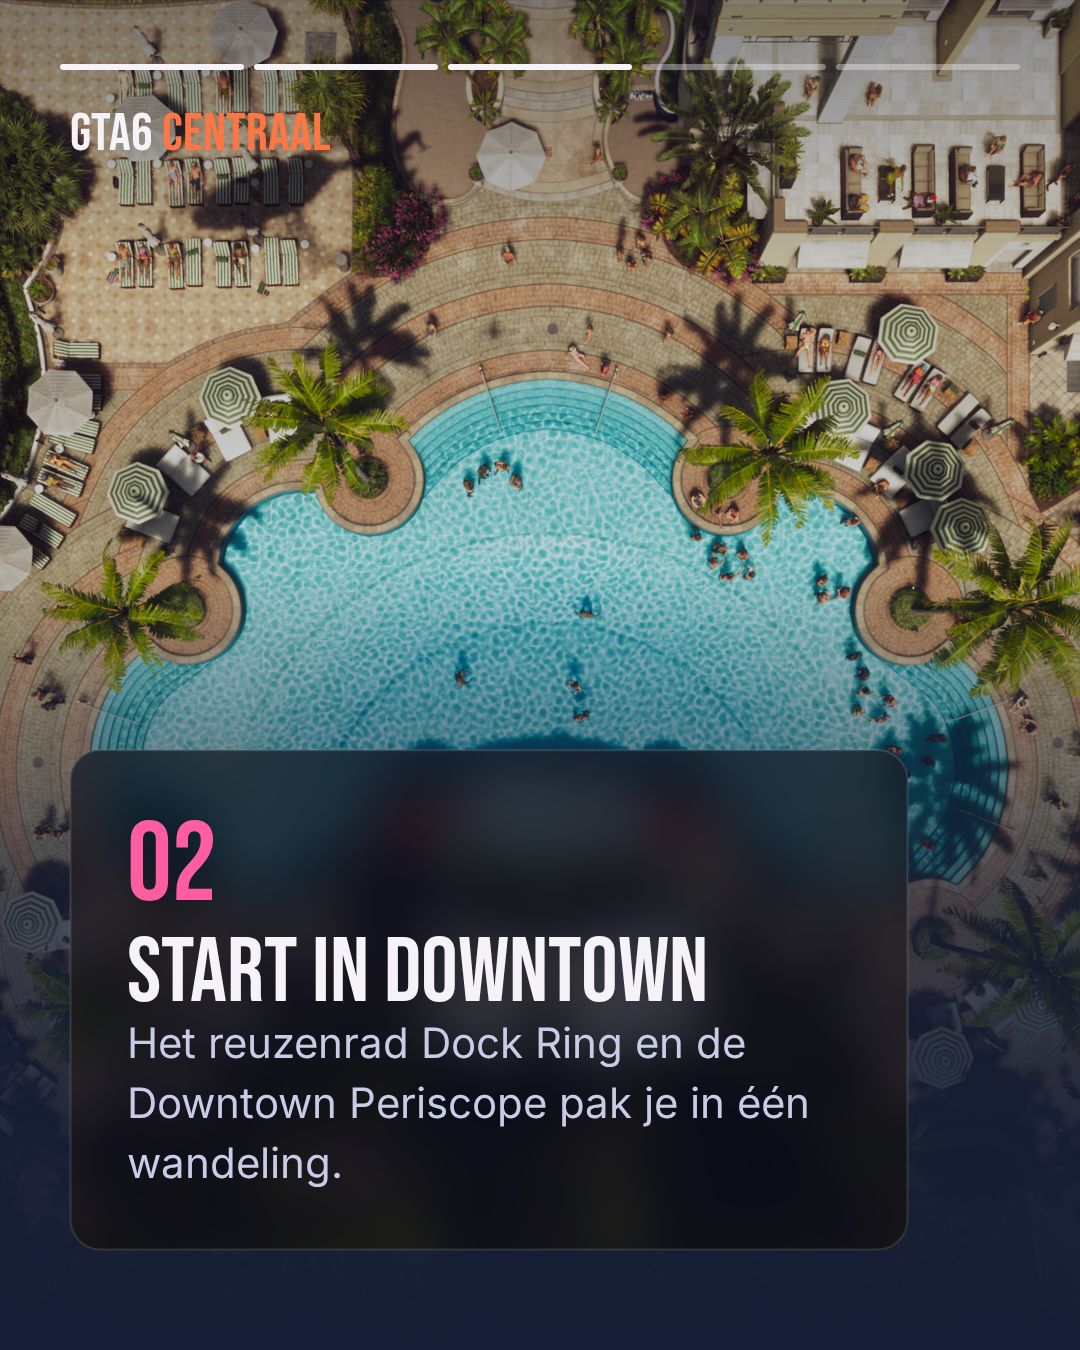 GTA6 CENTRAAL
02
START IN DOWNTOWN
Het reuzenrad Dock Ring en de
Downtown Periscope pak je in één
wandeling.